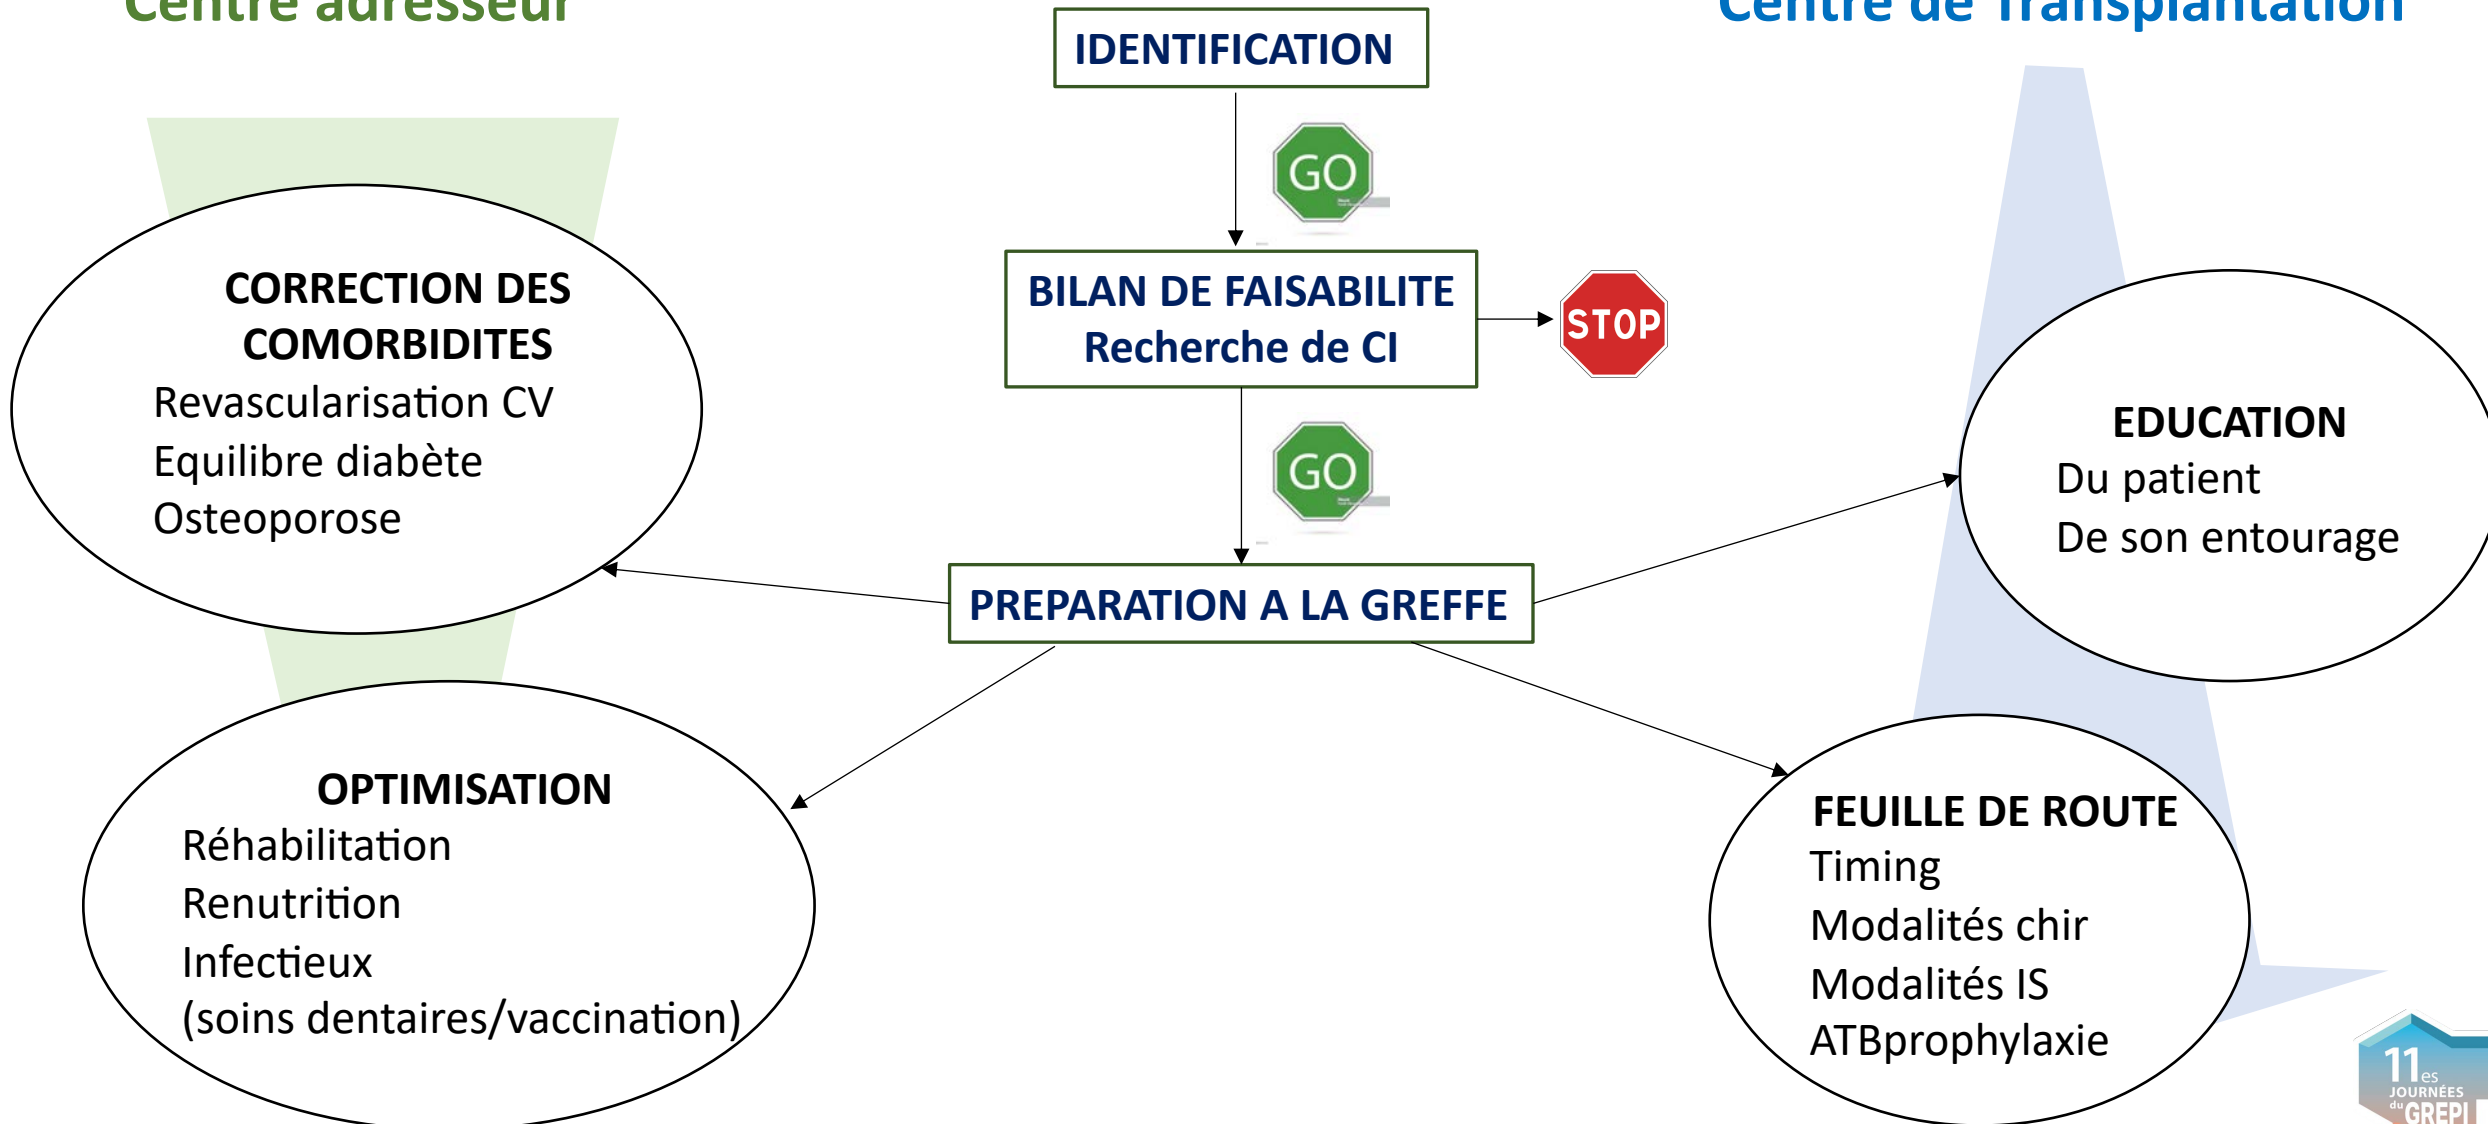 Centre adresseur
Centre de Transplantation
IDENTIFICATION
GO
BILAN DE FAISABILITE
Recherche de CI
STOP
GO
PREPARATION A LA GREFFE
CORRECTION DES
COMORBIDITES
Revascularisation CV
Equilibre diabète
Osteoporose
EDUCATION
Du patient
De son entourage
OPTIMISATION
Réhabilitation
Renutrition
Infectieux
(soins dentaires/vaccination)
FEUILLE DE ROUTE
Timing
Modalités chir
Modalités IS
ATBprophylaxie
11es
JOURNÉES
du GREPI